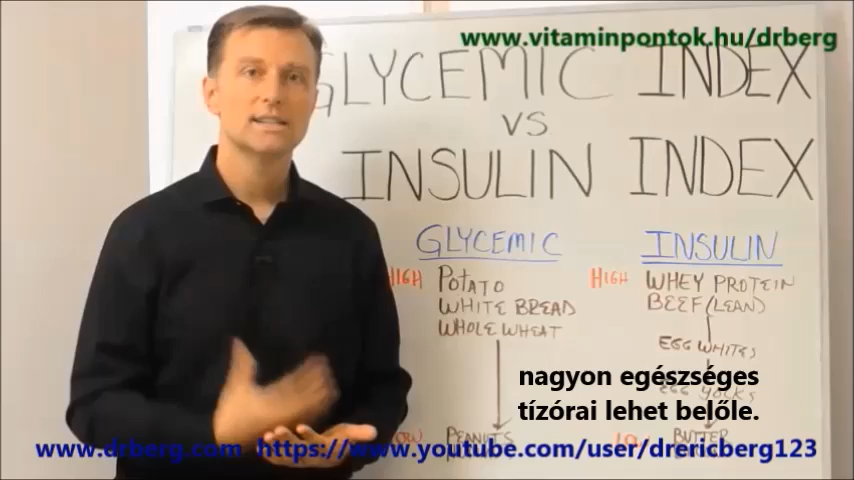 www.vitaminpontok.hu/drberg
GLYCEMIC INDEX
VS
INSULIN INDEX
GLYCEMIC INSULIN
HIGH POTATO HIGH WHEY PROTEIN
WHITE BREAD BEEF (LEAN)
WHOLE WHEAT
EGG WHITES
nagyon egészséges
EGG YOLKS
tízórai lehet belőle.
LOW PEANUTS LOW BUTTER
www.drberg.com https://www.youtube.com/user/drericberg123